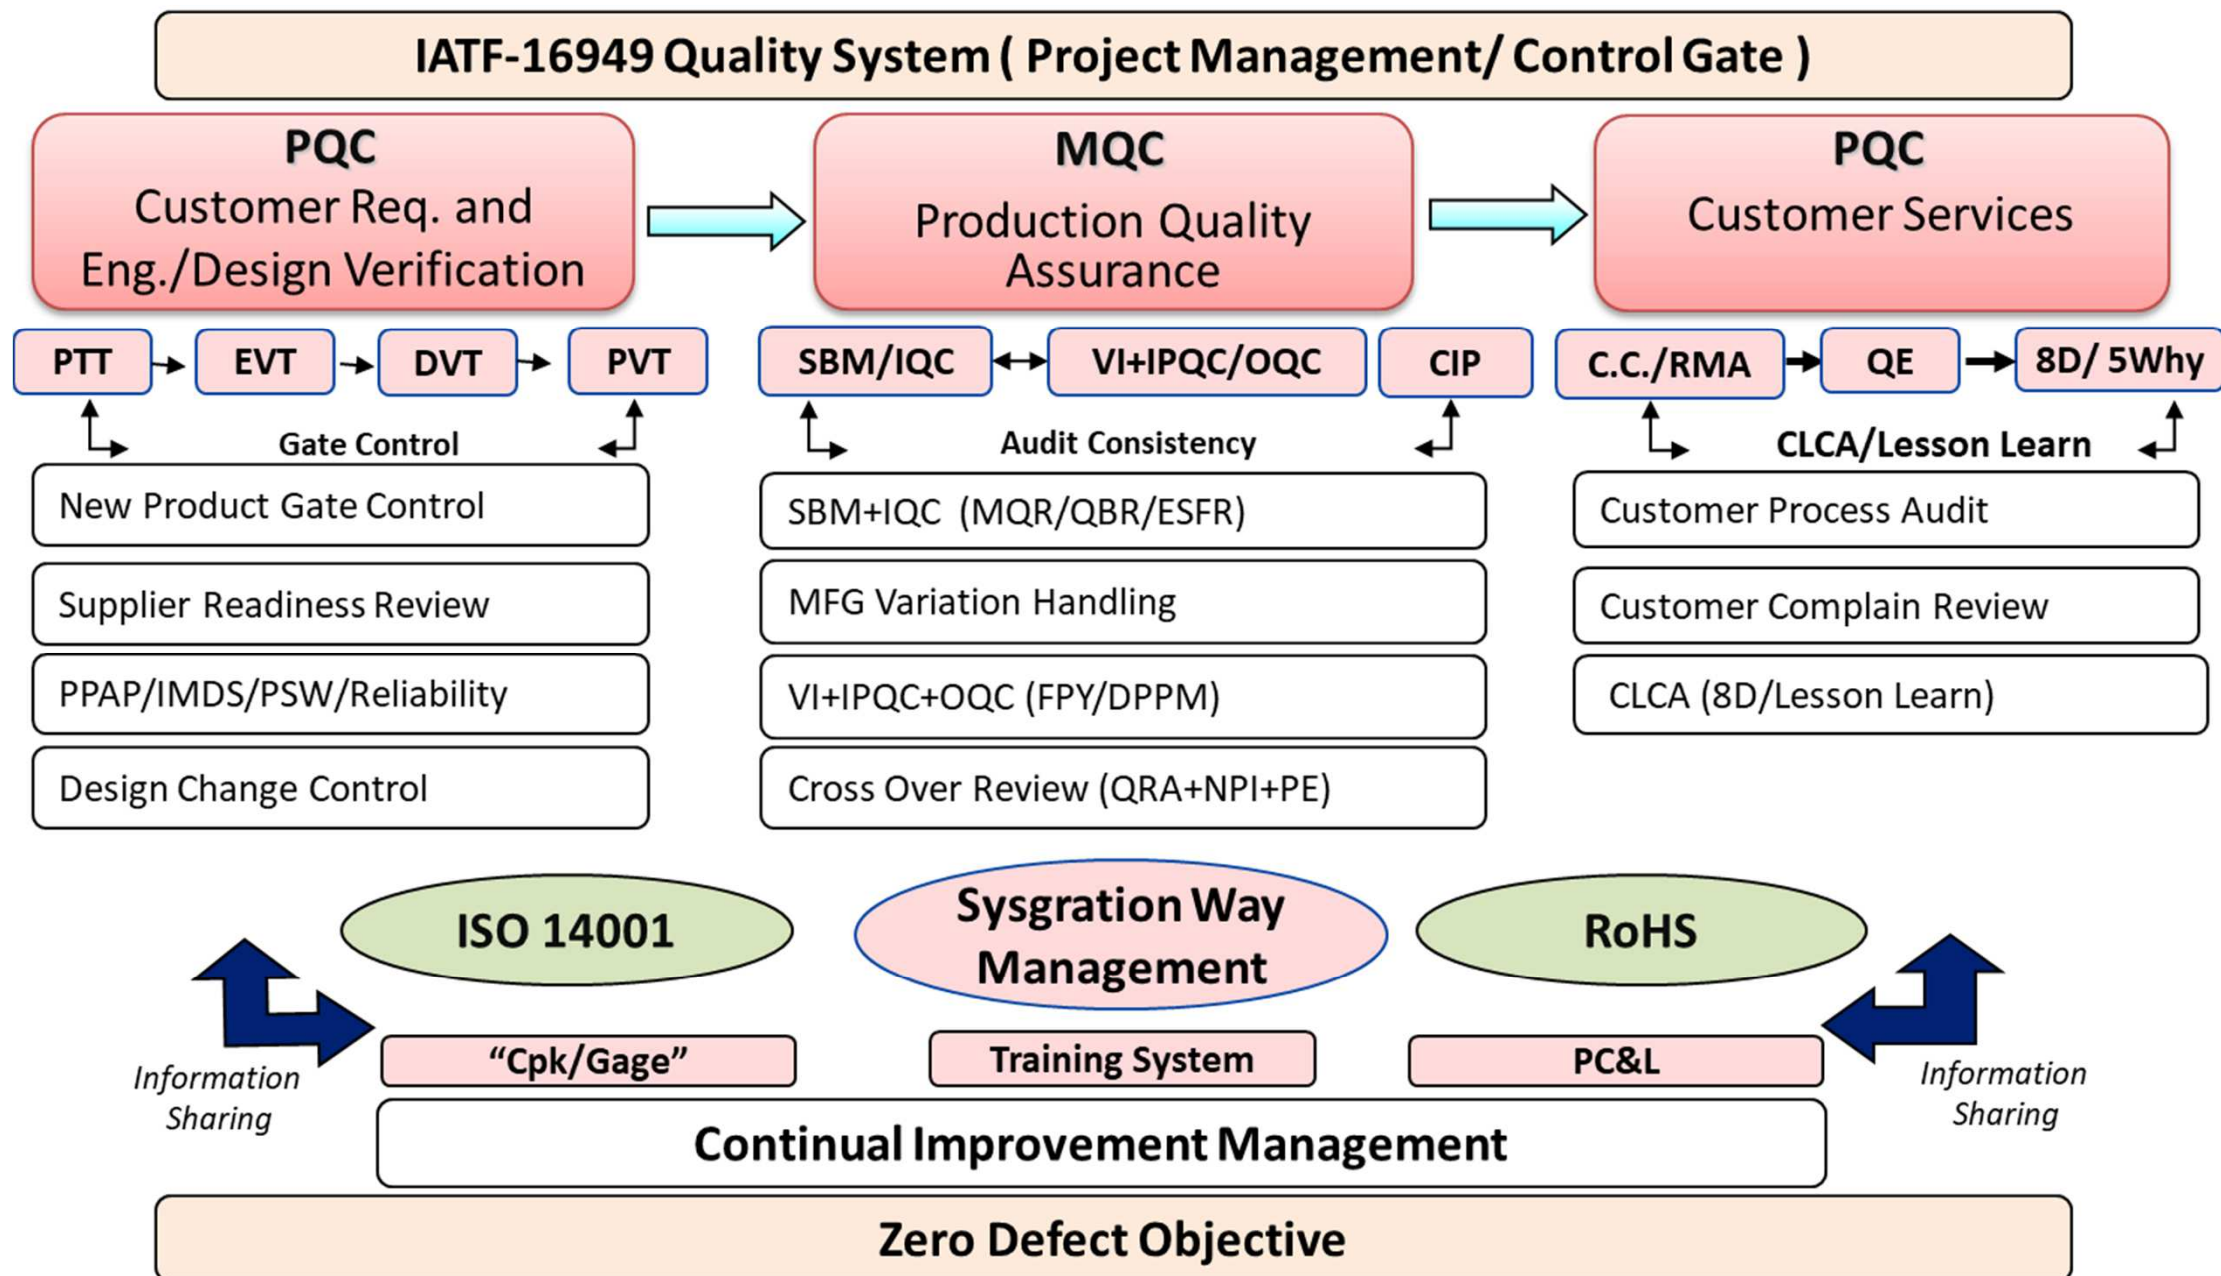 IATF-16949 Quality System ( Project Management/ Control Gate )
PQC
Customer Req. and
Eng./Design Verification
MQC
Production Quality
Assurance
PQC
Customer Services
PTT
EVT
DVT
PVT
SBM/IQC
VI+IPQC/OQC
CIP
C.C./RMA
QE
8D/ 5Why
Gate Control
Audit Consistency
CLCA/Lesson Learn
New Product Gate Control
Supplier Readiness Review
PPAP/IMDS/PSW/Reliability
Design Change Control
SBM+IQC (MQR/QBR/ESFR)
MFG Variation Handling
VI+IPQC+OQC (FPY/DPPM)
Cross Over Review (QRA+NPI+PE)
Customer Process Audit
Customer Complain Review
CLCA (8D/Lesson Learn)
ISO 14001
Sysgration Way
Management
RoHS
Information
Sharing
“Cpk/Gage”
Training System
PC&L
Information
Sharing
Continual Improvement Management
Zero Defect Objective